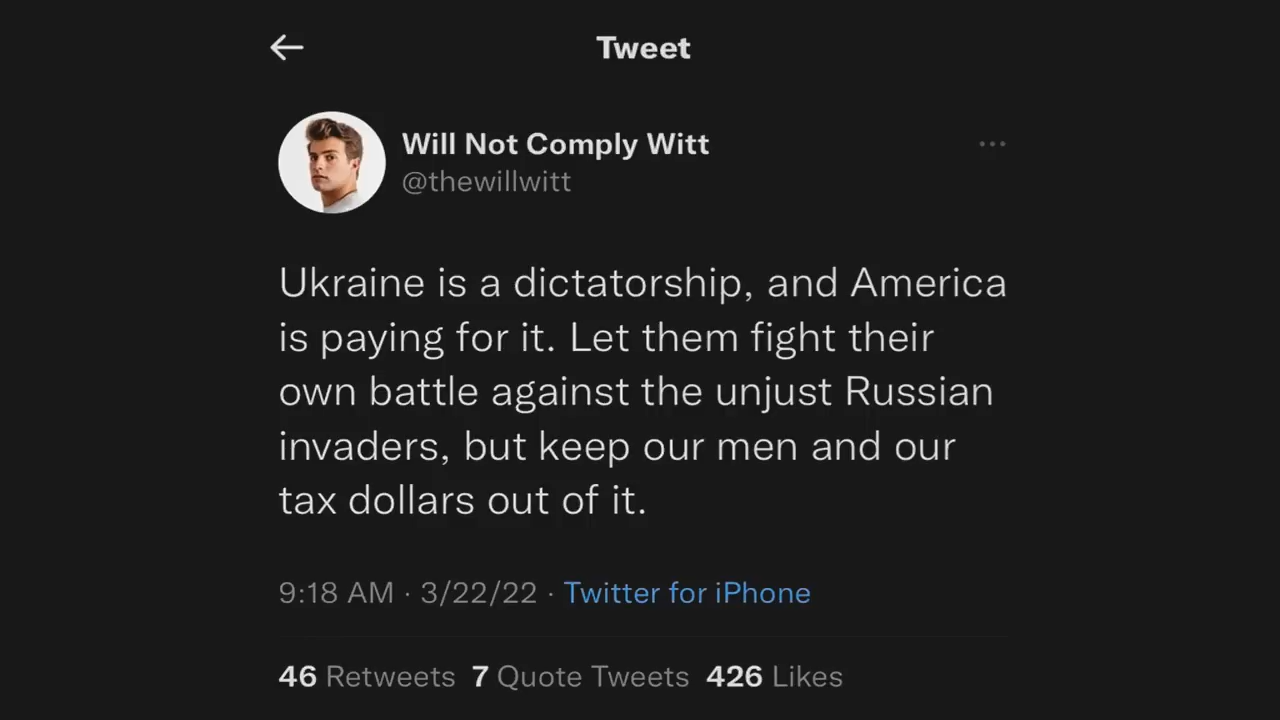 Tweet
Will Not Comply Witt
@thewillwitt
Ukraine is a dictatorship, and America
is paying for it. Let them fight their
own battle against the unjust Russian
invaders, but keep our men and our
tax dollars out of it.
9:18 AM · 3/22/22 · Twitter for iPhone
46 Retweets 7 Quote Tweets 426 Likes